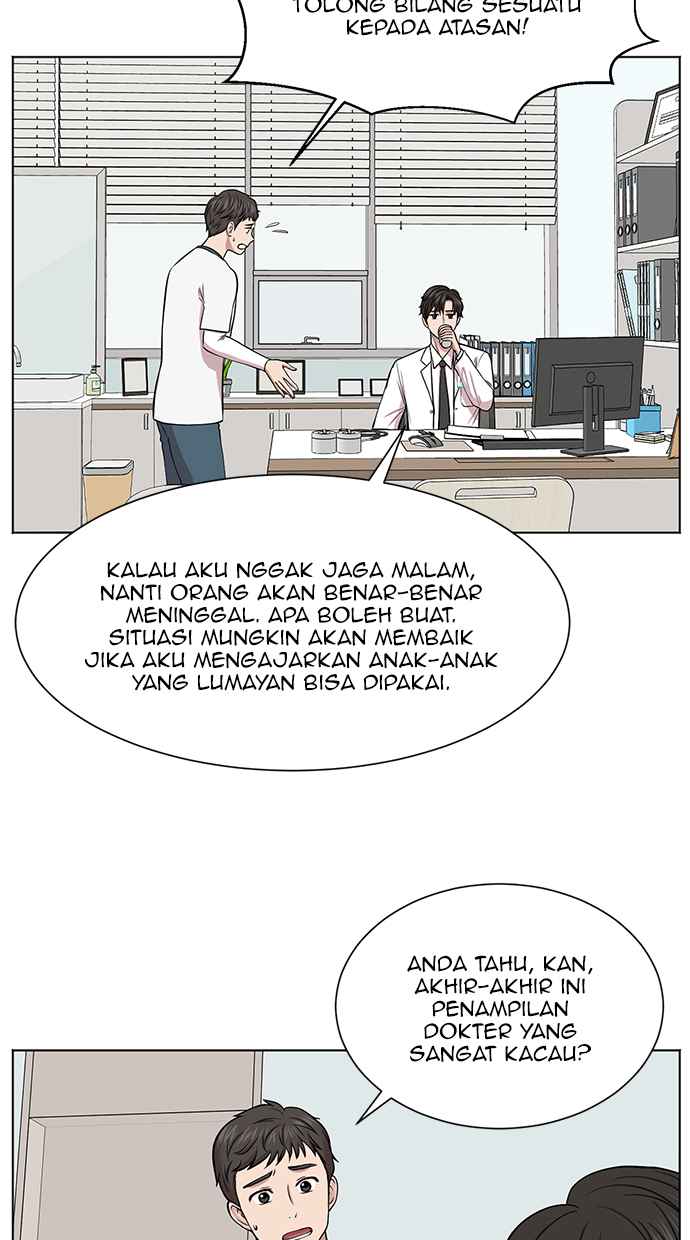 TOLONG BILANG SESUATU
KEPADA ATASAN!
KALAU AKU NGGAK JAGA MALAM,
NANTI ORANG AKAN BENAR-BENAR
MENINGGAL. APA BOLEH BUAT.
SITUASI MUNGKIN AKAN MEMBAIK
JIKA AKU MENGAJARKAN ANAK-ANAK
YANG LUMAYAN BISA DIPAKAI.
ANDA TAHU, KAN,
AKHIR-AKHIR INI
PENAMPILAN
DOKTER YANG
SANGAT KACAU?